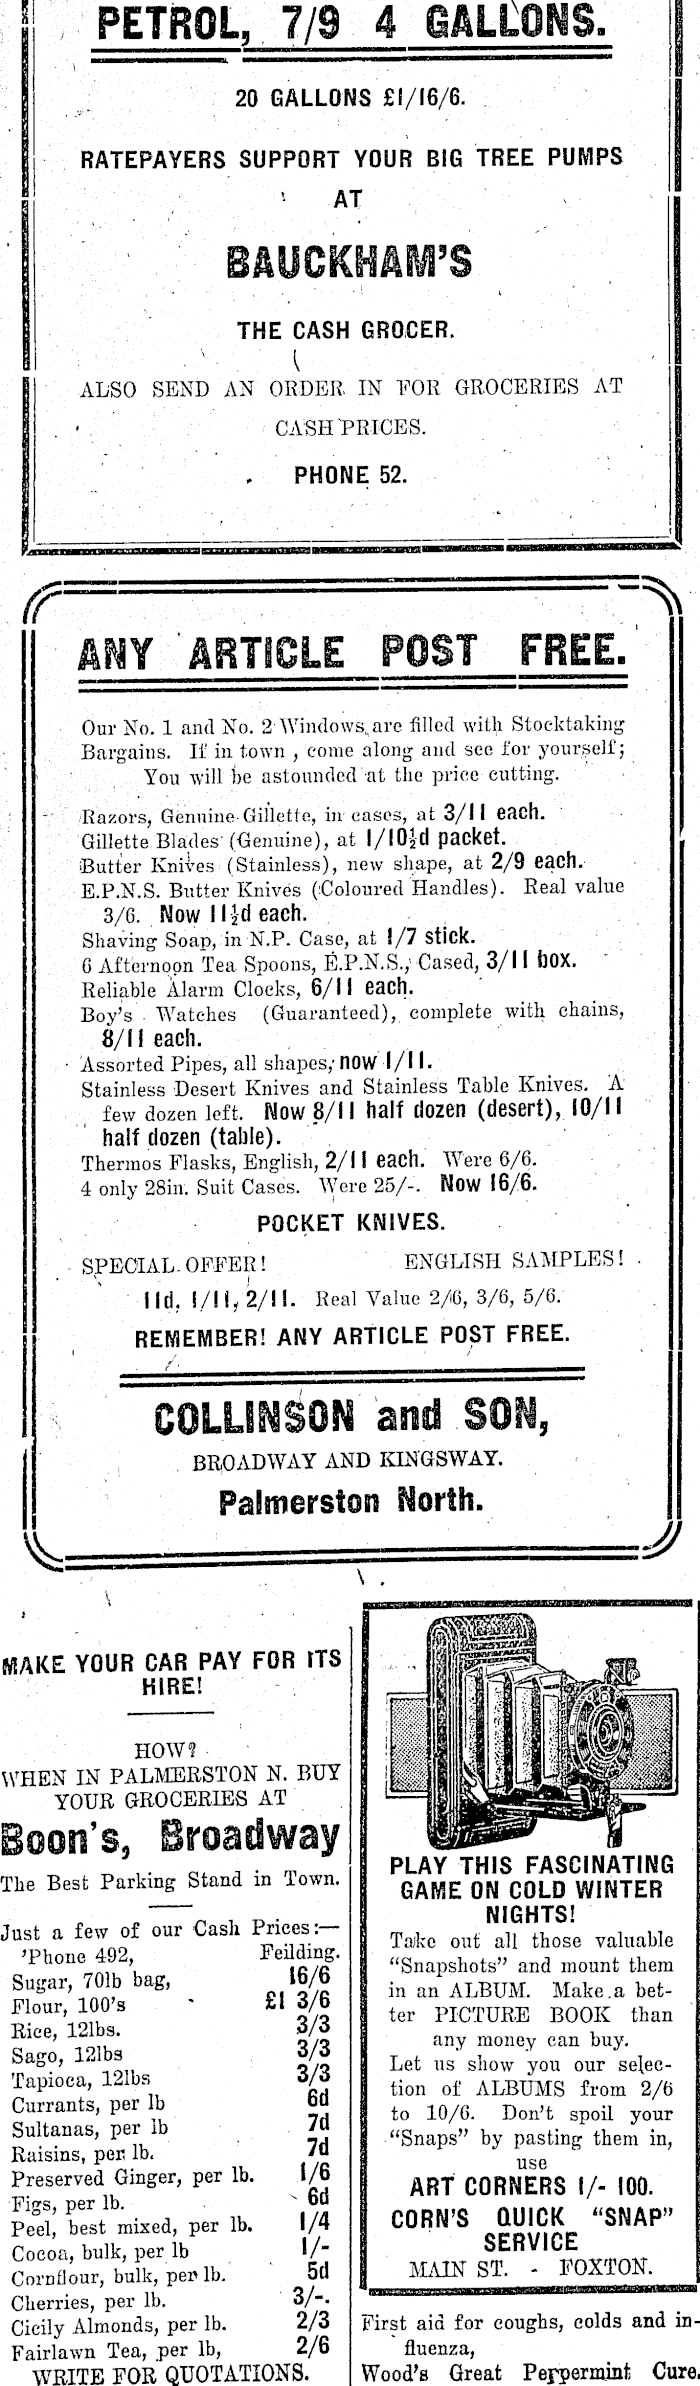 PETROL, 7/9 4 GALLONS.
20 GALLONS £1/16/6.
RATEPAYERS SUPPORT YOUR BIG TREE PUMPS
AT
BAUCKHAM'S
THE CASH GROCER.
ALSO SEND AN ORDER IN FOR GROCERIES AT
CASH PRICES.
PHONE 52.
ANY ARTICLE POST FREE.
Our No. 1 and No. 2 Windows are filled with Stocktaking
Bargains. If in town , come along and see for yourself;
You will be astounded at the price cutting.
Razors, Genuine Gillette, in cases, at 3/11 each.
Gillette Blades (Genuine), at 1/10½d packet.
Butter Knives (Stainless), new shape, at 2/9 each.
E.P.N.S. Butter Knives (Coloured Handles). Real value
3/6. Now 11½d each.
Shaving Soap, in N.P. Case, at 1/7 stick.
6 Afternoon Tea Spoons, E.P.N.S., Cased, 3/11 box.
Reliable Alarm Clocks, 6/11 each.
Boy's Watches (Guaranteed), complete with chains,
8/11 each.
Assorted Pipes, all shapes, now 1/11.
Stainless Desert Knives and Stainless Table Knives. A
few dozen left. Now 8/11 half dozen (desert), 10/11
half dozen (table).
Thermos Flasks, English, 2/11 each. Were 6/6.
4 only 28in. Suit Cases. Were 25/-. Now 16/6.
POCKET KNIVES.
SPECIAL OFFER! ENGLISH SAMPLES!
11d, 1/11, 2/11. Real Value 2/6, 3/6, 5/6.
REMEMBER! ANY ARTICLE POST FREE.
COLLINSON and SON,
BROADWAY AND KINGSWAY.
Palmerston North.
MAKE YOUR CAR PAY FOR ITS
HIRE!
HOW?
WHEN IN PALMERSTON N. BUY
YOUR GROCERIES AT
Boon's, Broadway
The Best Parking Stand in Town.
Just a few of our Cash Prices:—
'Phone 492, Feilding.
Sugar, 70lb bag, 16/6
Flour, 100's £1 3/6
Rice, 12lbs. 3/3
Sago, 12lbs 3/3
Tapioca, 12lbs 3/3
Currants, per lb 6d
Sultanas, per lb 7d
Raisins, per lb. 7d
Preserved Ginger, per lb. 1/6
Figs, per lb. 6d
Peel, best mixed, per lb. 1/4
Cocoa, bulk, per lb 1/-
Cornflour, bulk, per lb. 5d
Cherries, per lb. 3/-.
Cicily Almonds, per lb. 2/3
Fairlawn Tea, per lb, 2/6
WRITE FOR QUOTATIONS.
PLAY THIS FASCINATING
GAME ON COLD WINTER
NIGHTS!
Take out all those valuable
"Snapshots" and mount them
in an ALBUM. Make a bet-
ter PICTURE BOOK than
any money can buy.
Let us show you our selec-
tion of ALBUMS from 2/6
to 10/6. Don't spoil your
"Snaps" by pasting them in,
use
ART CORNERS 1/- 100.
CORN'S QUICK "SNAP"
SERVICE
MAIN ST. - FOXTON.
First aid for coughs, colds and in-
fluenza,
Wood's Great Peppermint Cure.